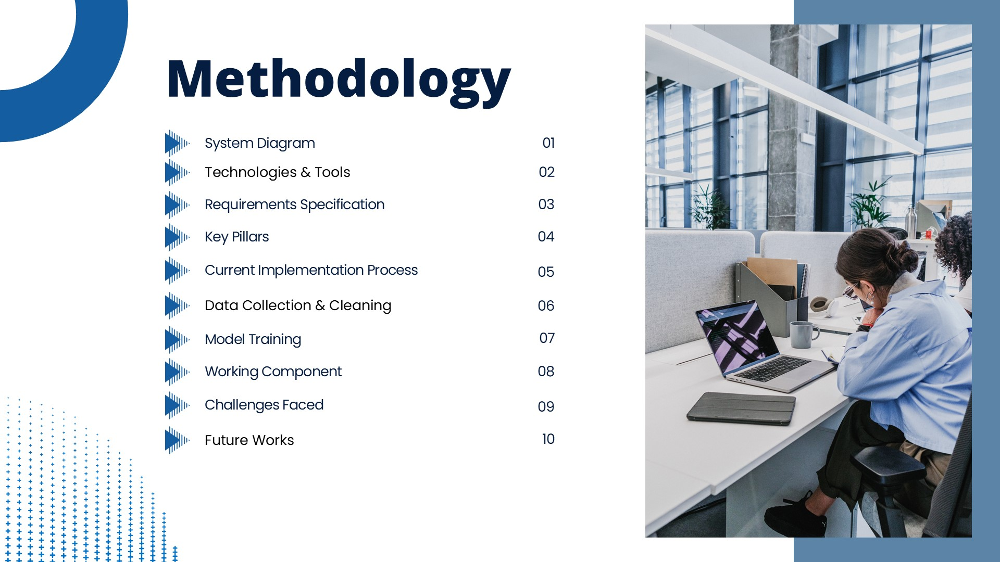 Methodology
System Diagram 01
Technologies & Tools 02
Requirements Specification 03
Key Pillars 04
Current Implementation Process 05
Data Collection & Cleaning 06
Model Training 07
Working Component 08
Challenges Faced 09
Future Works 10